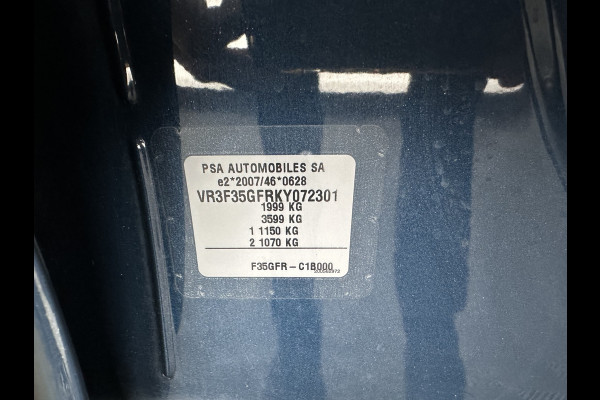 PSA AUTOMOBILES SA
e2*2007/46*0628
VR3F35GFRKY072301
1999 KG
3599 KG
1 1150 KG
2 1070 KG
F35GFR-C1B000